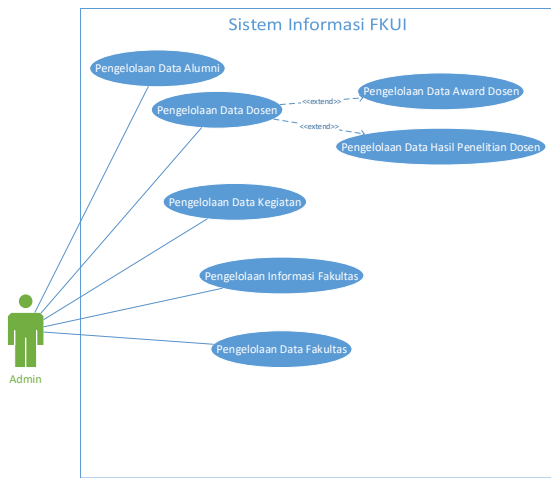 Sistem Informasi FKUI
Pengelolaan Data Alumni
Pengelolaan Data Dosen
<<extend>>
Pengelolaan Data Award Dosen
<<extend>>
Pengelolaan Data Hasil Penelitian Dosen
Pengelolaan Data Kegiatan
Pengelolaan Informasi Fakultas
Pengelolaan Data Fakultas
Admin